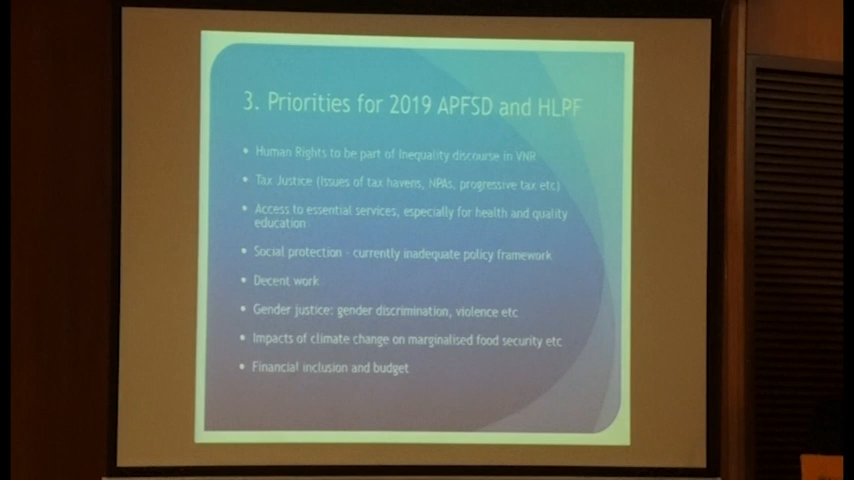 3. Priorities for 2019 APFSD and HLPF
• Human Rights to be part of Inequality discourse in VNR
• Tax Justice (Issues of tax havens, NPAs, progressive tax etc)
• Access to essential services, especially for health and quality
education
• Social protection - currently inadequate policy framework
• Decent work
• Gender justice: gender discrimination, violence etc
• Impacts of climate change on marginalised food security etc
• Financial inclusion and budget